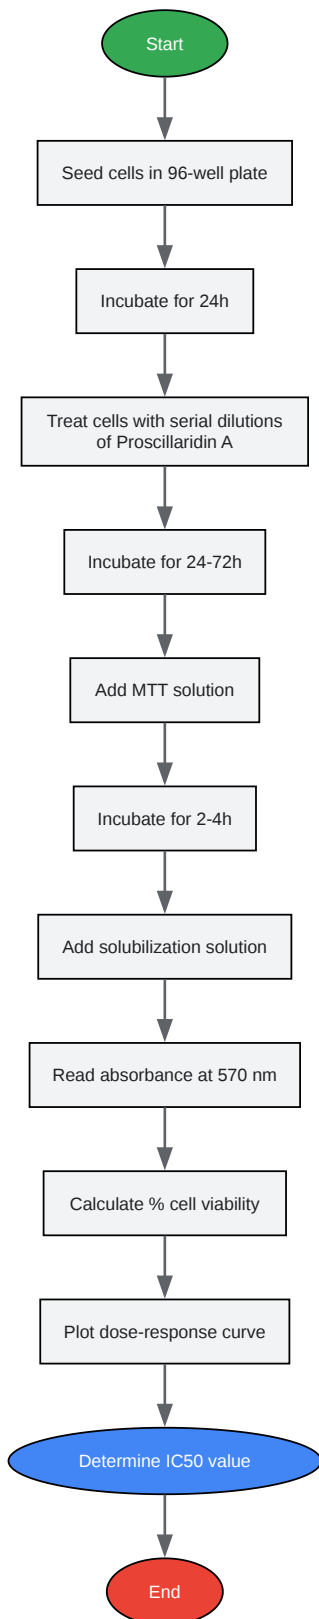 Start
Seed cells in 96-well plate
Incubate for 24h
Treat cells with serial dilutions
of Proscillaridin A
Incubate for 24-72h
Add MTT solution
Incubate for 2-4h
Add solubilization solution
Read absorbance at 570 nm
Calculate % cell viability
Plot dose-response curve
Determine IC50 value
End